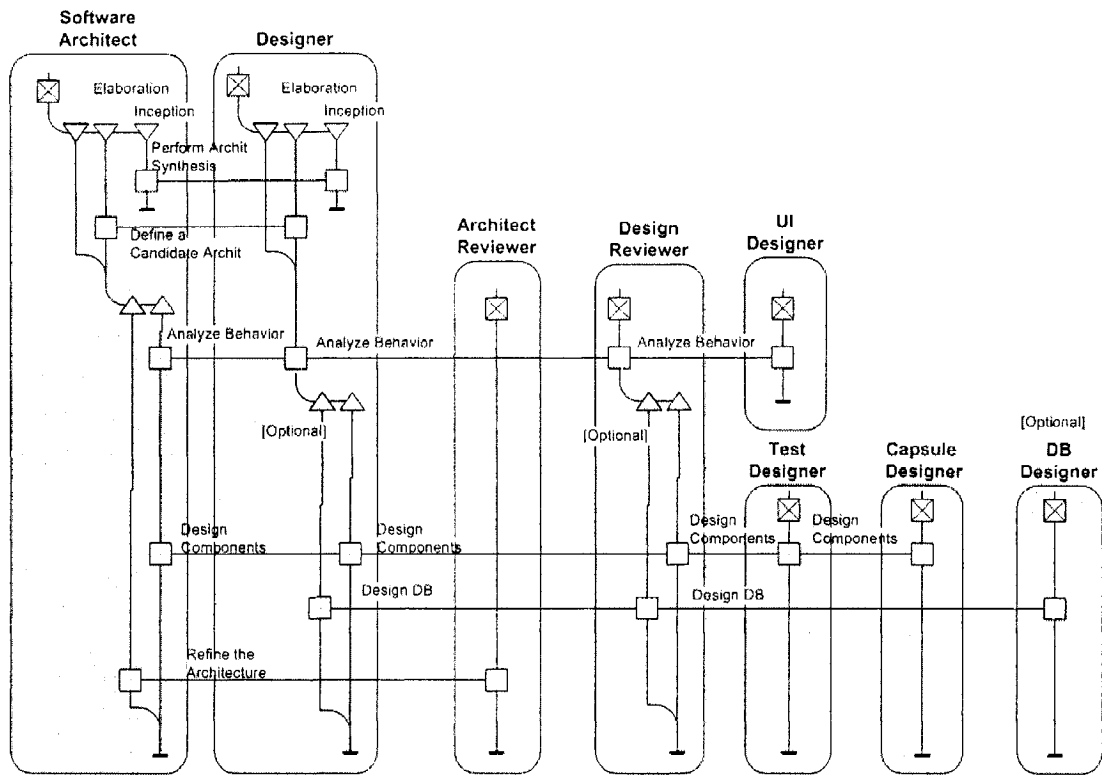 Software
Architect
Designer
Elaboration
Inception
Elaboration
Inception
Perform Archit
Synthesis
Define a
Candidate Archit
Architect
Reviewer
Design
Reviewer
UI
Designer
Analyze Behavior
Analyze Behavior
Analyze Behavior
[Optional]
[Optional]
[Optional]
Test
Designer
Capsule
Designer
DB
Designer
Design
Components
Design
Components
Design
Components
Design
Components
Design DB
Design DB
Refine the
Architecture